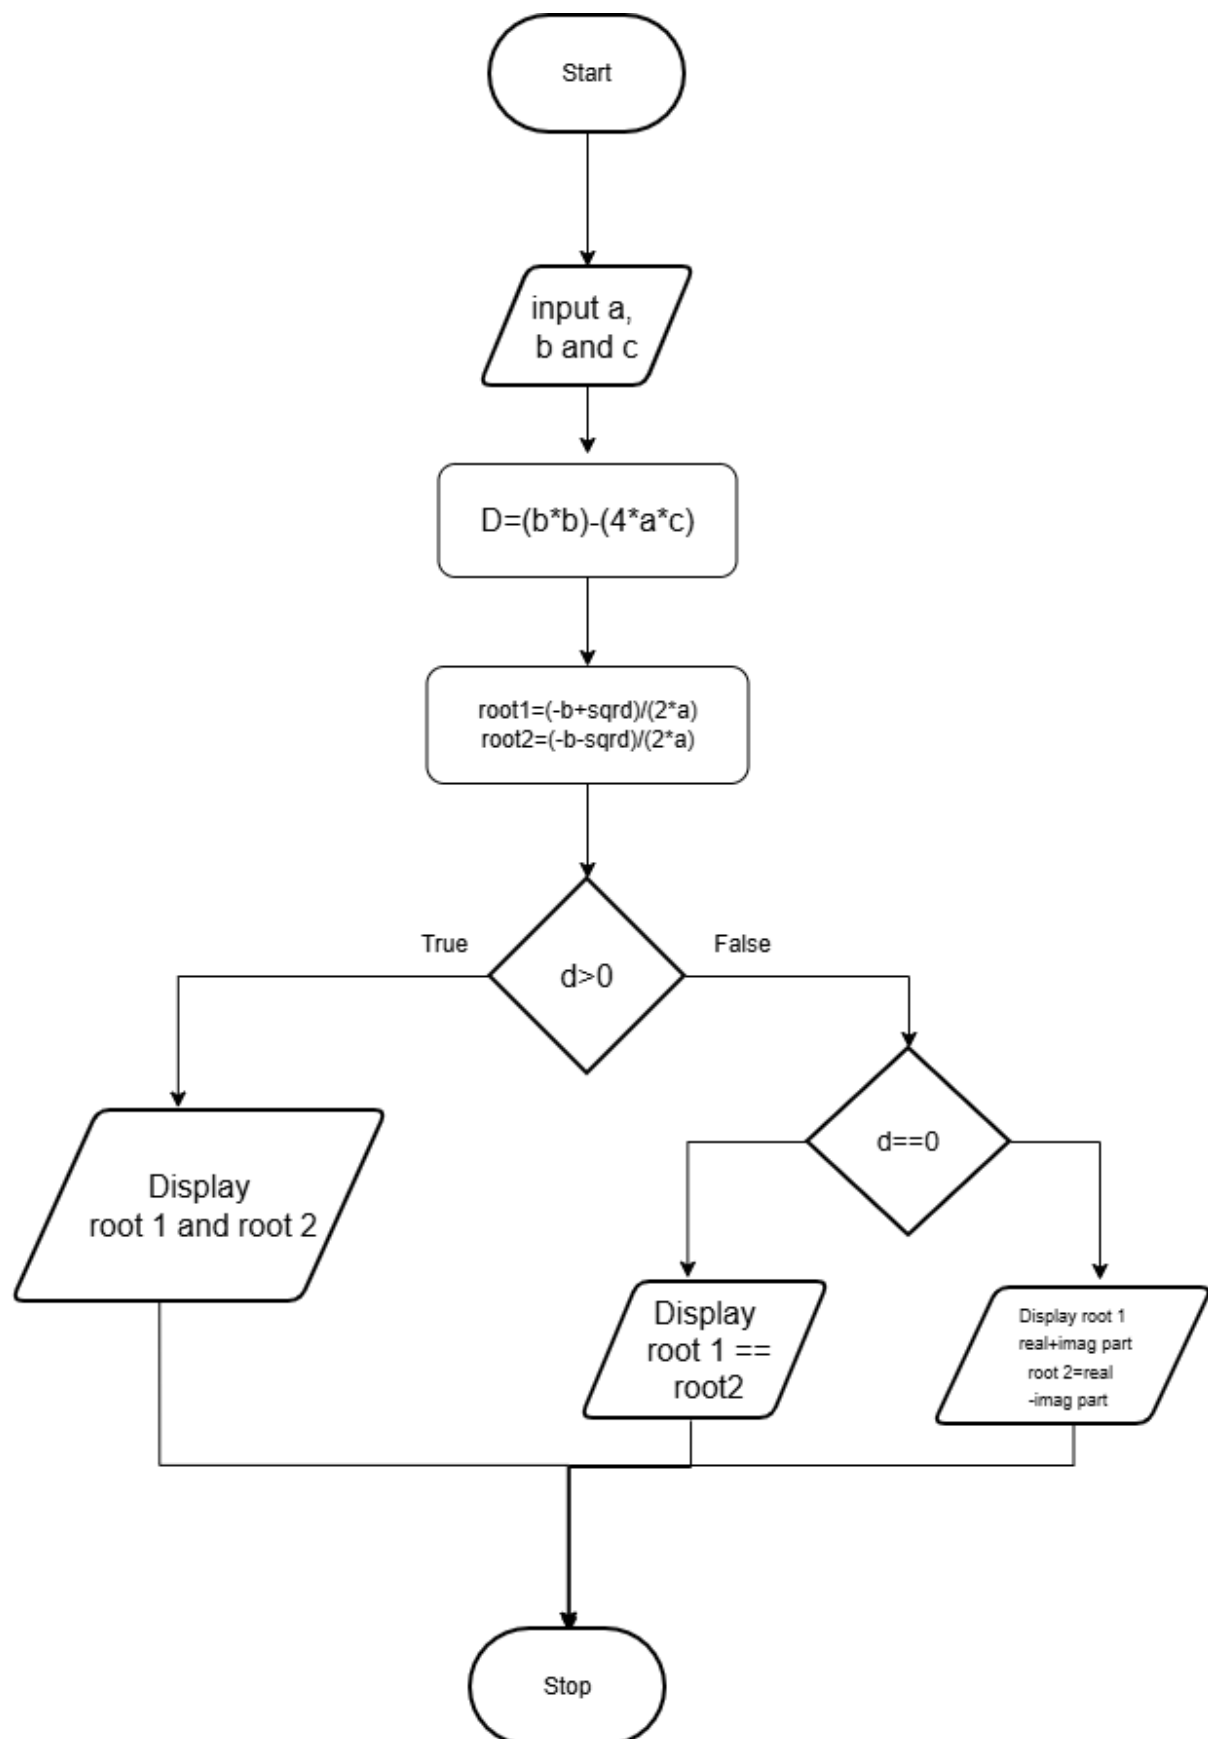 Start
input a,
b and c
D=(b*b)-(4*a*c)
root1=(-b+sqrd)/(2*a)
root2=(-b-sqrd)/(2*a)
True
False
d>0
d==0
Display
root 1 and root 2
Display
root 1 ==
root2
Display root 1
real+imag part
root 2=real
-imag part
Stop